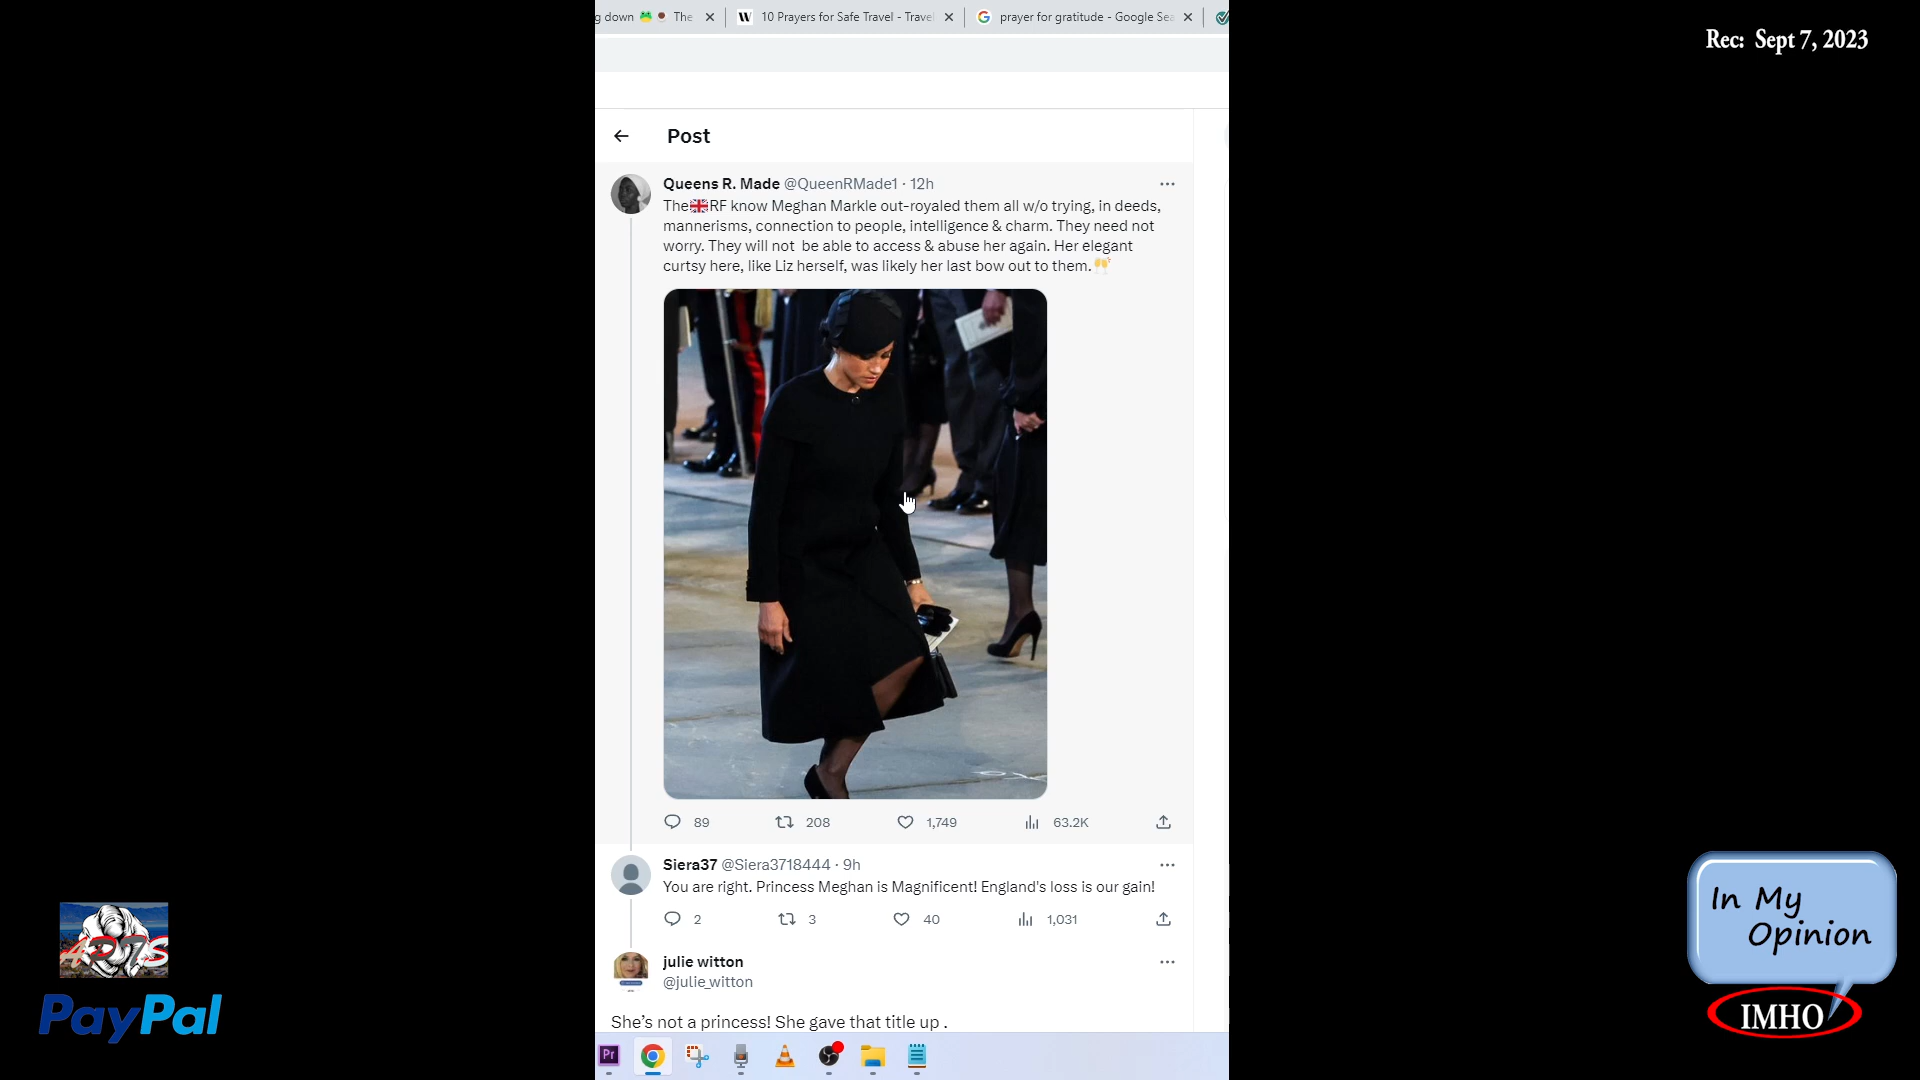 g down 🐸 The
10 Prayers for Safe Travel - Travel
prayer for gratitude - Google Sea
Rec: Sept 7, 2023
Post
Queens R. Made @QueenRMade1 · 12h
The🇬🇧RF know Meghan Markle out-royaled them all w/o trying, in deeds,
mannerisms, connection to people, intelligence & charm. They need not
worry. They will not be able to access & abuse her again. Her elegant
curtsy here, like Liz herself, was likely her last bow out to them.🥂
89 208 1,749 63.2K
Siera37 @Siera3718444 · 9h
You are right. Princess Meghan is Magnificent! England's loss is our gain!
2 3 40 1,031
julie witton
@julie_witton
She's not a princess! She gave that title up .
PayPal
In My
Opinion
IMHO
Pr